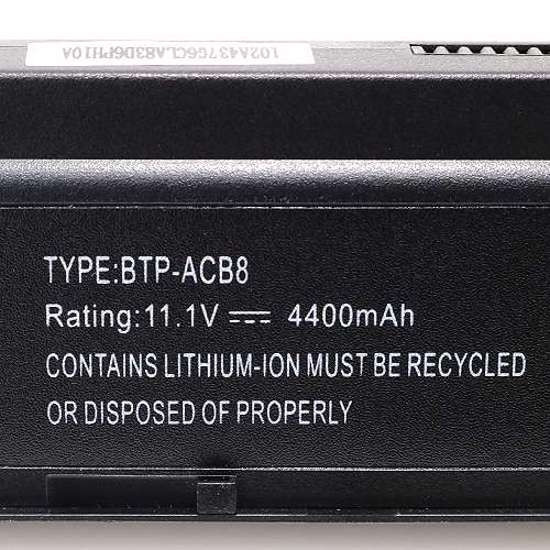 TYPE:BTP-ACB8
Rating:11.1V ⎓ 4400mAh
CONTAINS LITHIUM-ION MUST BE RECYCLED
OR DISPOSED OF PROPERLY